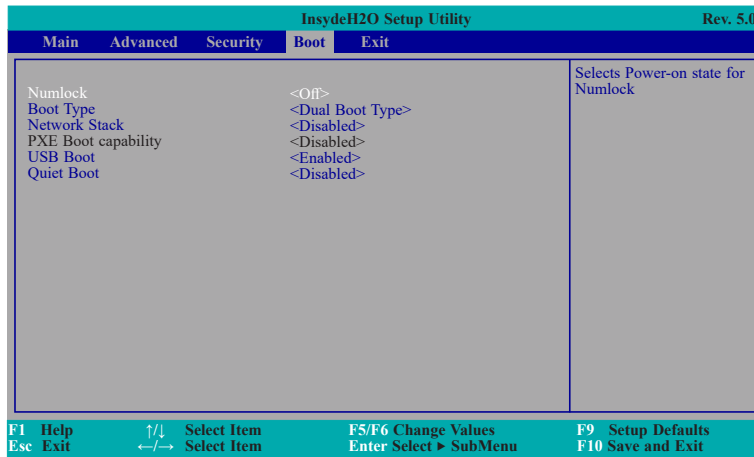 InsydeH2O Setup Utility Rev. 5.0
Main Advanced Security Boot Exit
Numlock <Off>
Boot Type <Dual Boot Type>
Network Stack <Disabled>
PXE Boot capability <Disabled>
USB Boot <Enabled>
Quiet Boot <Disabled>
Selects Power-on state for
Numlock
F1 Help ↑/↓ Select Item F5/F6 Change Values F9 Setup Defaults
Esc Exit ←/→ Select Item Enter Select ► SubMenu F10 Save and Exit